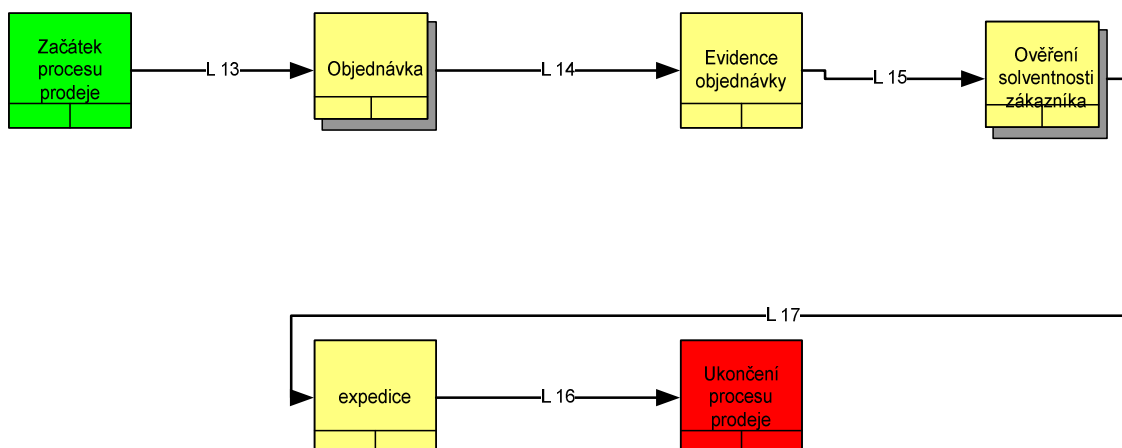 Začátek
procesu
prodeje
L 13
Objednávka
L 14
Evidence
objednávky
L 15
Ověření
solventnosti
zákazníka
L 17
expedice
L 16
Ukončení
procesu
prodeje